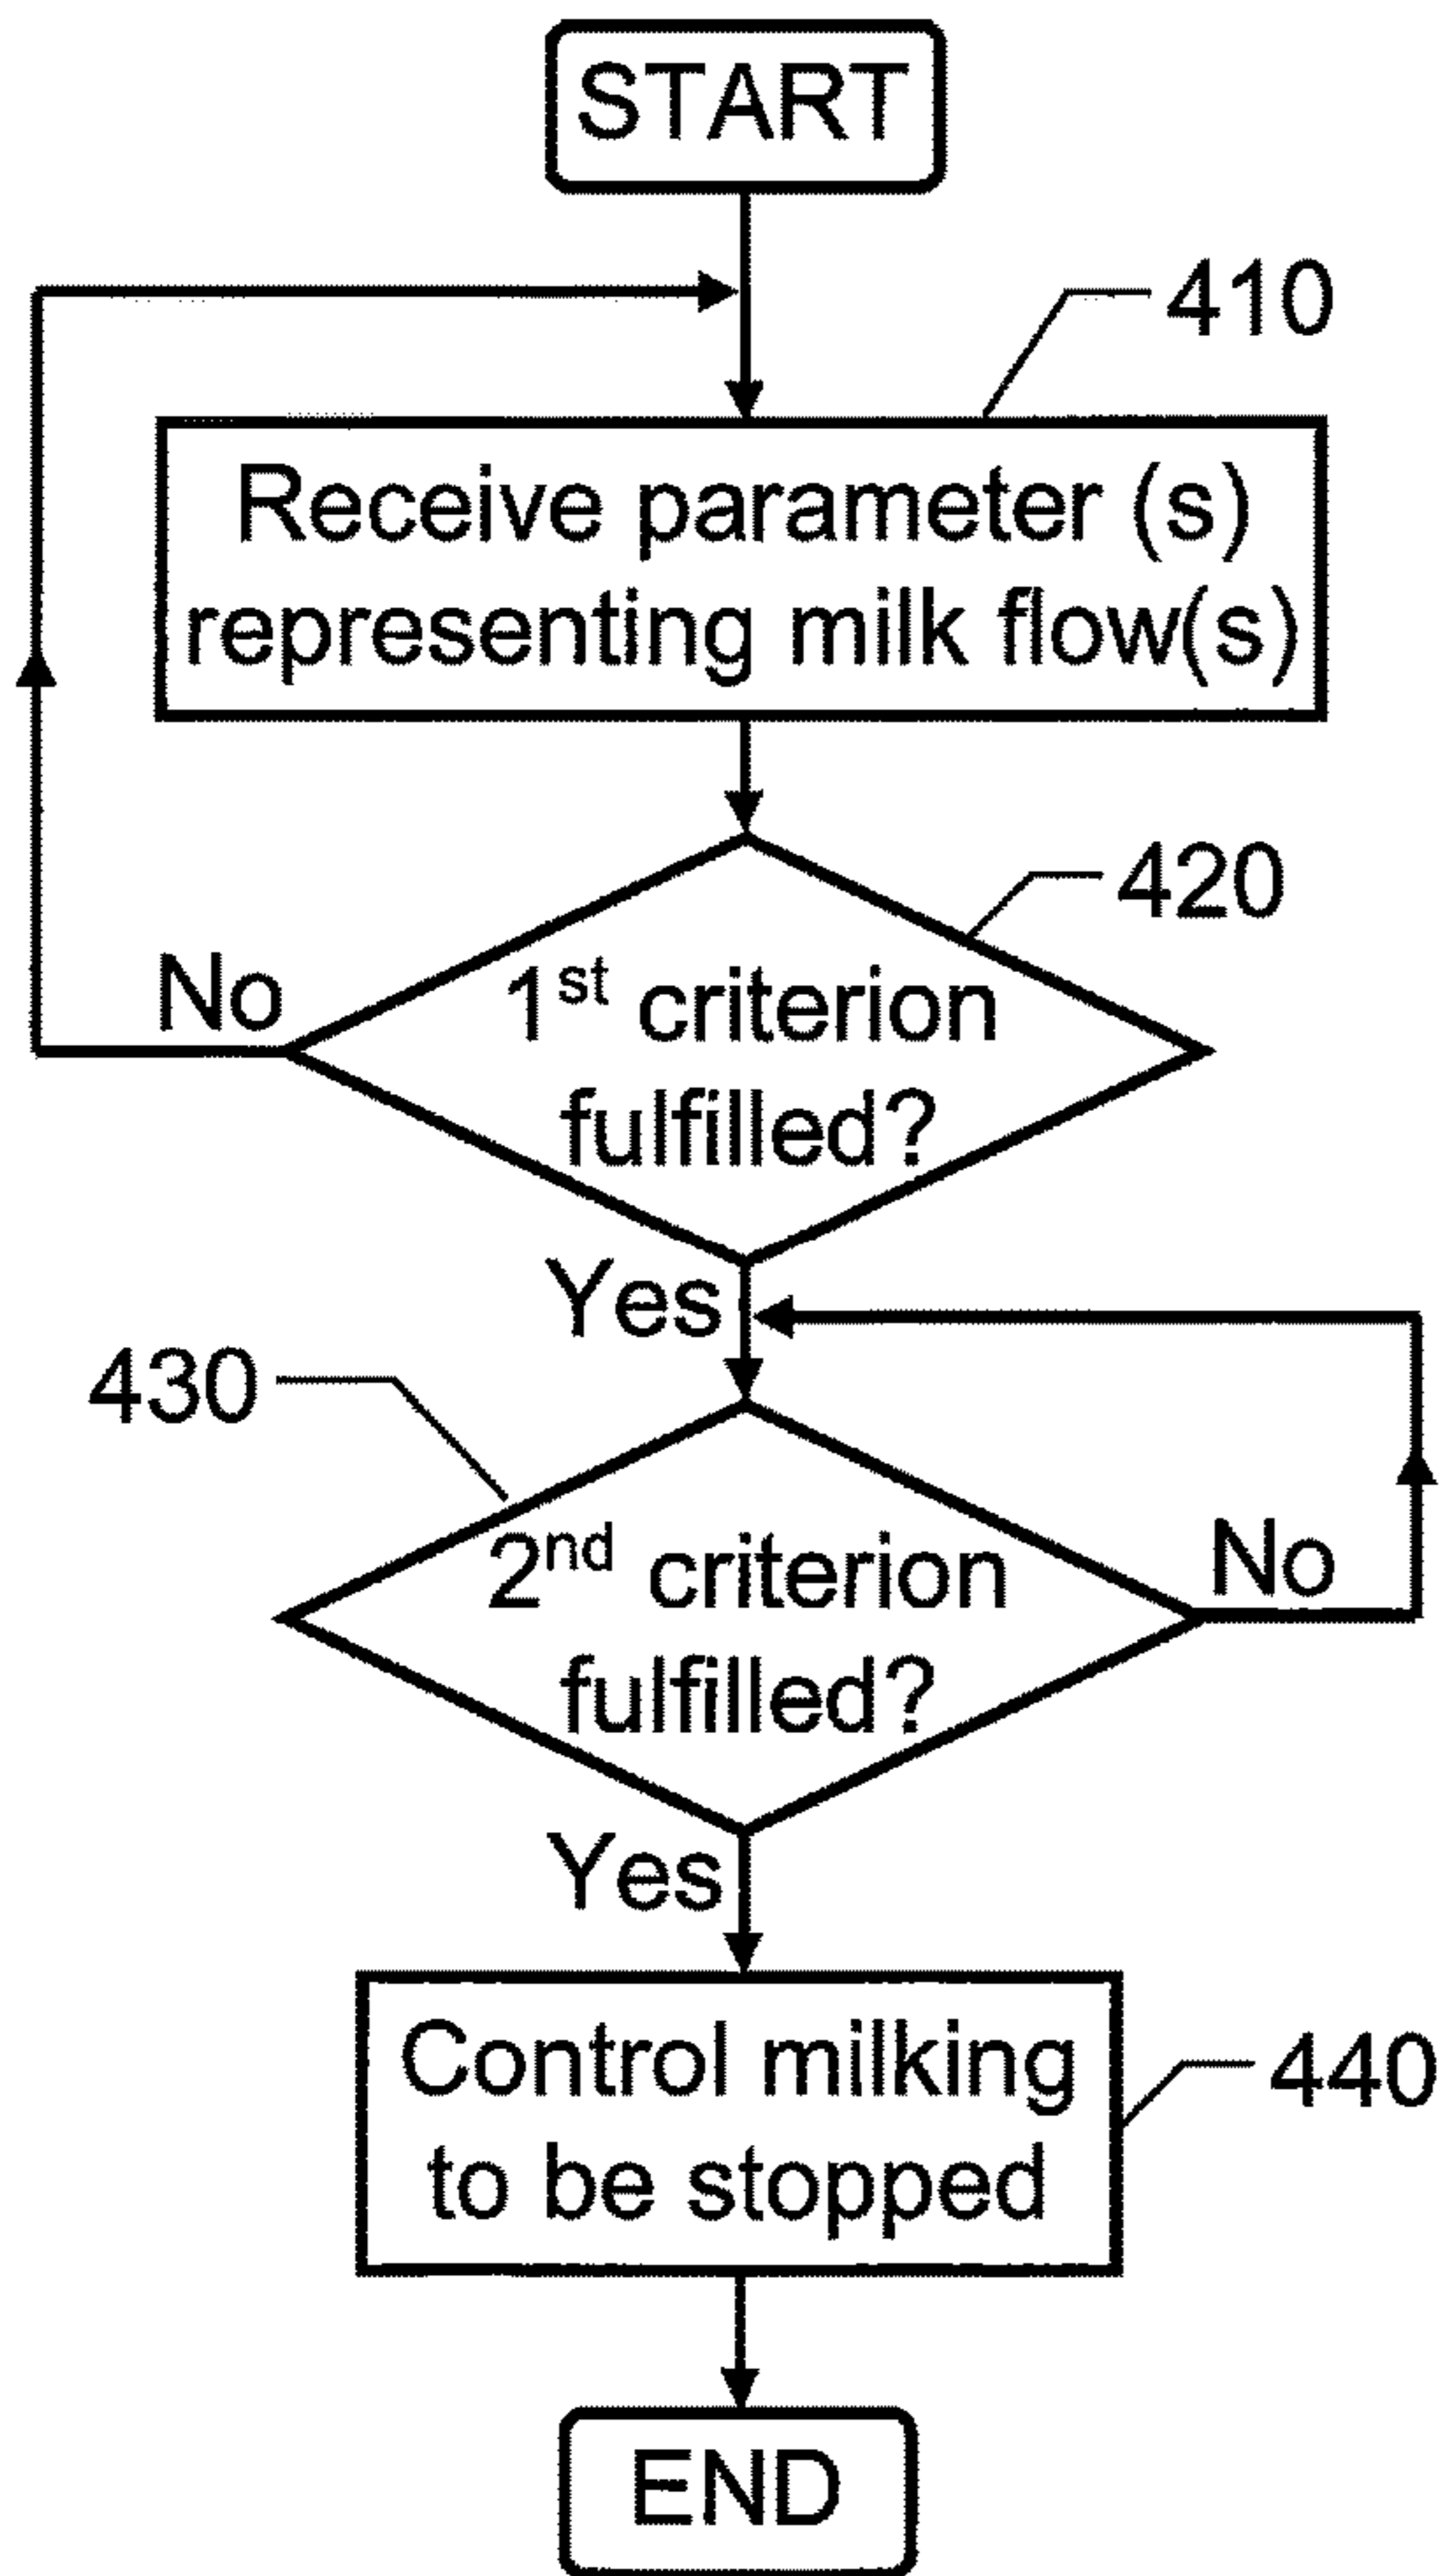 START
410
Receive parameter (s)
representing milk flow(s)
420
No
1st criterion
fulfilled?
Yes
430
2nd criterion
No
fulfilled?
Yes
Control milking
440
to be stopped
END